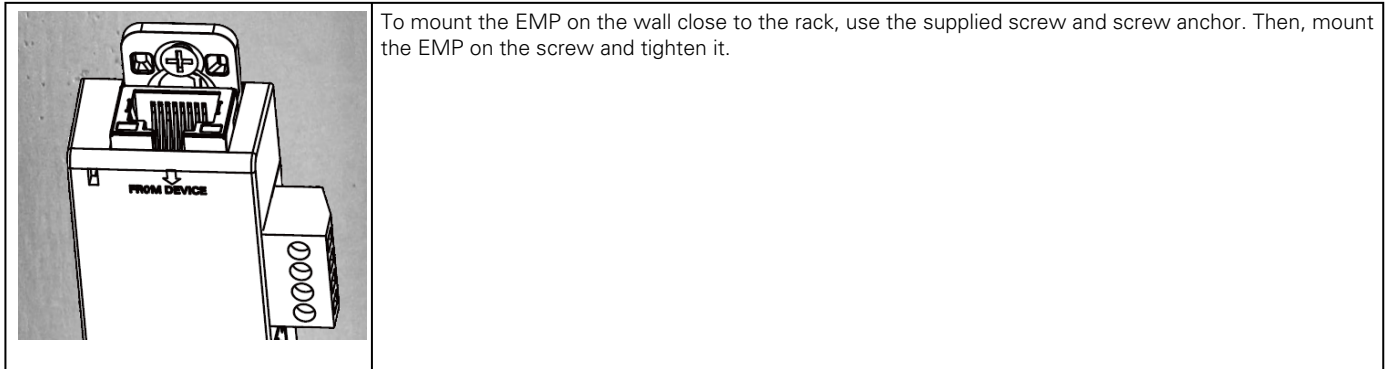 To mount the EMP on the wall close to the rack, use the supplied screw and screw anchor. Then, mount
the EMP on the screw and tighten it.
FROM DEVICE